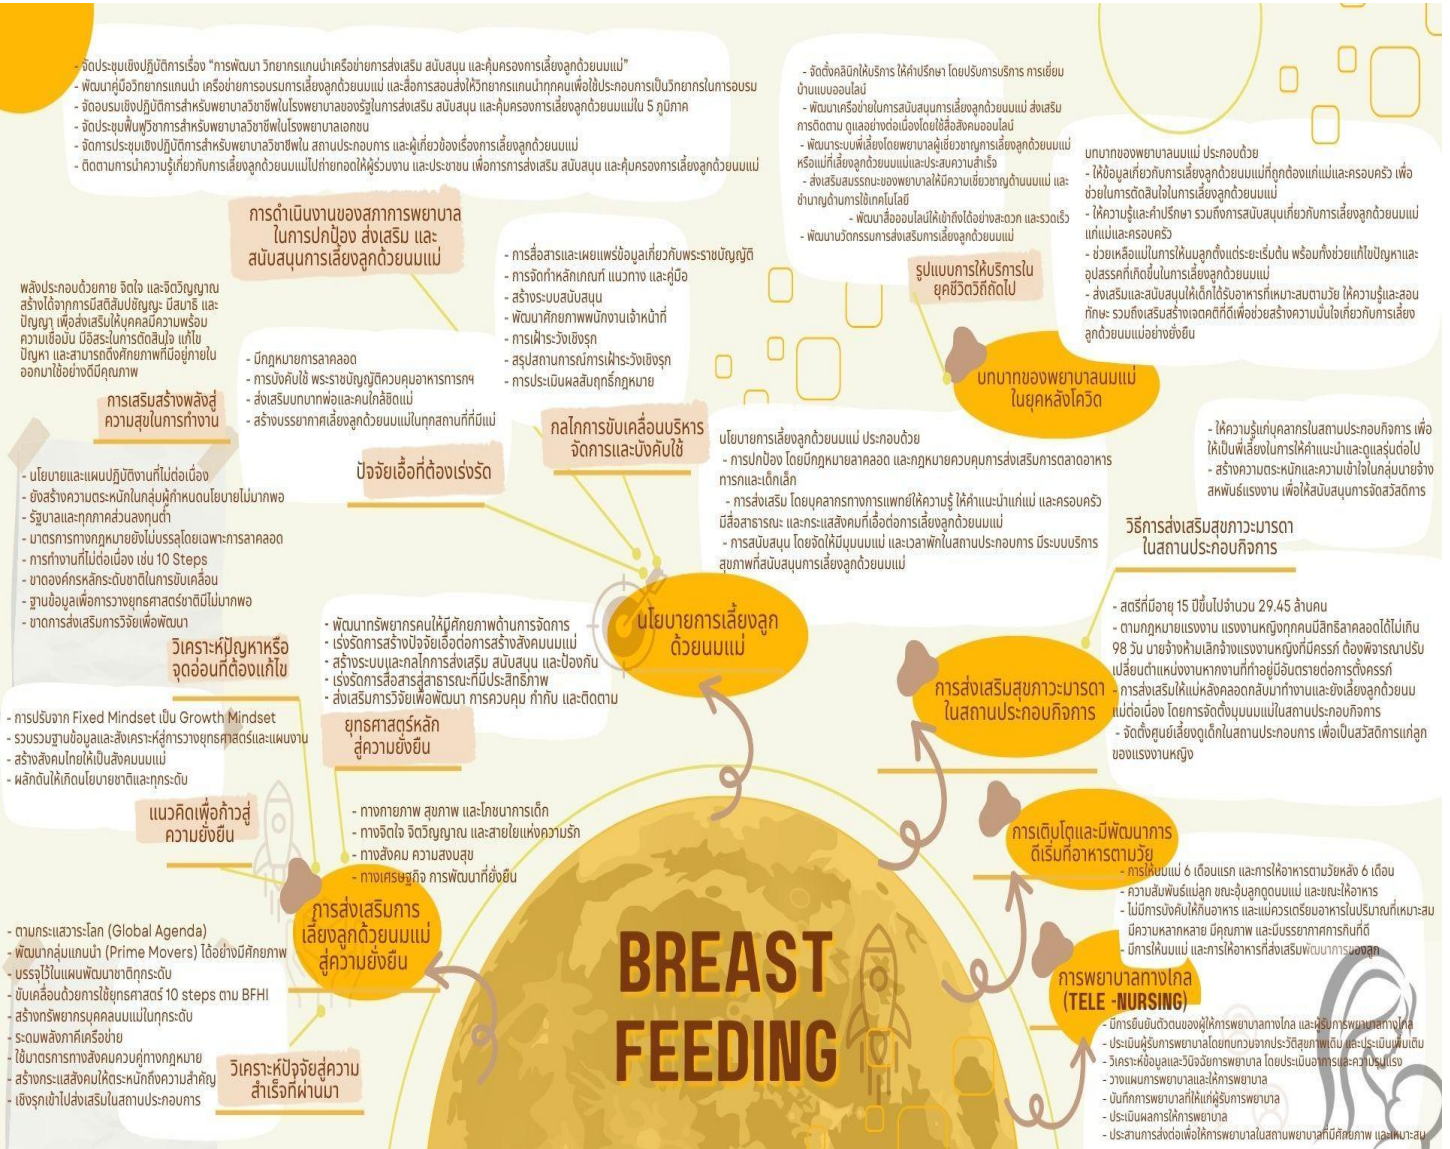 - จัดประชุมเชิงปฏิบัติการเรื่อง “การพัฒนา วิทยากรแกนนำเครือข่ายการส่งเสริม สนับสนุน และคุ้มครองการเลี้ยงลูกด้วยนมแม่”
- พัฒนาคู่มือวิทยากรแกนนำ เครือข่ายการอบรมการเลี้ยงลูกด้วยนมแม่ และสื่อการสอนส่งให้วิทยากรแกนนำทุกคนเพื่อใช้ประกอบการเป็นวิทยากรในการอบรม
- จัดอบรมเชิงปฏิบัติการสำหรับพยาบาลวิชาชีพในโรงพยาบาลของรัฐในการส่งเสริม สนับสนุน และคุ้มครองการเลี้ยงลูกด้วยนมแม่ใน 5 ภูมิภาค
- จัดประชุมฟื้นฟูวิชาการสำหรับพยาบาลวิชาชีพในโรงพยาบาลเอกชน
- จัดการประชุมเชิงปฏิบัติการสำหรับพยาบาลวิชาชีพใน สถานประกอบการ และผู้เกี่ยวข้องเรื่องการเลี้ยงลูกด้วยนมแม่
- ติดตามการนำความรู้เกี่ยวกับการเลี้ยงลูกด้วยนมแม่ไปถ่ายทอดให้ผู้ร่วมงาน และประชาชน เพื่อการการส่งเสริม สนับสนุน และคุ้มครองการเลี้ยงลูกด้วยนมแม่
การดำเนินงานของสภาการพยาบาล
ในการปกป้อง ส่งเสริม และ
สนับสนุนการเลี้ยงลูกด้วยนมแม่
- จัดตั้งคลินิกให้บริการ ให้คำปรึกษา โดยปรับการบริการ การเยี่ยม
บ้านแบบออนไลน์
- พัฒนาเครือข่ายในการสนับสนุนการเลี้ยงลูกด้วยนมแม่ ส่งเสริม
การติดตาม ดูแลอย่างต่อเนื่องโดยใช้สื่อสังคมออนไลน์
- พัฒนาระบบพี่เลี้ยงโดยพยาบาลผู้เชี่ยวชาญการเลี้ยงลูกด้วยนมแม่
หรือแม่ที่เลี้ยงลูกด้วยนมแม่และประสบความสำเร็จ
- ส่งเสริมสมรรถนะของพยาบาลให้มีความเชี่ยวชาญด้านนมแม่ และ
ชำนาญด้านการใช้เทคโนโลยี
- พัฒนาสื่อออนไลน์ให้เข้าถึงได้อย่างสะดวก และรวดเร็ว
- พัฒนานวัตกรรมการส่งเสริมการเลี้ยงลูกด้วยนมแม่
รูปแบบการให้บริการใน
ยุคชีวิตวิถีถัดไป
บทบาทของพยาบาลนมแม่ ประกอบด้วย
- ให้ข้อมูลเกี่ยวกับการเลี้ยงลูกด้วยนมแม่ที่ถูกต้องแก่แม่และครอบครัว เพื่อ
ช่วยในการตัดสินใจในการเลี้ยงลูกด้วยนมแม่
- ให้ความรู้และคำปรึกษา รวมถึงการสนับสนุนเกี่ยวกับการเลี้ยงลูกด้วยนมแม่
แก่แม่และครอบครัว
- ช่วยเหลือแม่ในการให้นมลูกตั้งแต่ระยะเริ่มต้น พร้อมทั้งช่วยแก้ไขปัญหาและ
อุปสรรคที่เกิดขึ้นในการเลี้ยงลูกด้วยนมแม่
- ส่งเสริมและสนับสนุนให้เด็กได้รับอาหารที่เหมาะสมตามวัย ให้ความรู้และสอน
ทักษะ รวมถึงเสริมสร้างเจตคติที่ดีเพื่อช่วยสร้างความมั่นใจเกี่ยวกับการเลี้ยง
ลูกด้วยนมแม่อย่างยั่งยืน
บทบาทของพยาบาลนมแม่
ในยุคหลังโควิด
พลังประกอบด้วยกาย จิตใจ และจิตวิญญาณ
สร้างได้จากการมีสติสัมปชัญญะ มีสมาธิ และ
ปัญญา เพื่อส่งเสริมให้บุคคลมีความพร้อม
ความเชื่อมั่น มีอิสระในการตัดสินใจ แก้ไข
ปัญหา และสามารถดึงศักยภาพที่มีอยู่ภายใน
ออกมาใช้อย่างดีมีคุณภาพ
การเสริมสร้างพลังสู่
ความสุขในการทำงาน
- มีกฎหมายการลาคลอด
- การบังคับใช้ พระราชบัญญัติควบคุมอาหารทารกฯ
- ส่งเสริมบทบาทพ่อและคนใกล้ชิดแม่
- สร้างบรรยากาศเลี้ยงลูกด้วยนมแม่ในทุกสถานที่ที่มีแม่
ปัจจัยเอื้อที่ต้องเร่งรัด
- การสื่อสารและเผยแพร่ข้อมูลเกี่ยวกับพระราชบัญญัติ
- การจัดทำหลักเกณฑ์ แนวทาง และคู่มือ
- สร้างระบบสนับสนุน
- พัฒนาศักยภาพพนักงานเจ้าหน้าที่
- การเฝ้าระวังเชิงรุก
- สรุปสถานการณ์การเฝ้าระวังเชิงรุก
- การประเมินผลสัมฤทธิ์กฎหมาย
กลไกการขับเคลื่อนบริหาร
จัดการและบังคับใช้
นโยบายการเลี้ยงลูกด้วยนมแม่ ประกอบด้วย
- การปกป้อง โดยมีกฎหมายลาคลอด และกฎหมายควบคุมการส่งเสริมการตลาดอาหาร
ทารกและเด็กเล็ก
- การส่งเสริม โดยบุคลากรทางการแพทย์ให้ความรู้ ให้คำแนะนำแก่แม่ และครอบครัว
มีสื่อสาธารณะ และกระแสสังคมที่เอื้อต่อการเลี้ยงลูกด้วยนมแม่
- การสนับสนุน โดยจัดให้มีมุมนมแม่ และเวลาพักในสถานประกอบการ มีระบบบริการ
สุขภาพที่สนับสนุนการเลี้ยงลูกด้วยนมแม่
นโยบายการเลี้ยงลูก
ด้วยนมแม่
- ให้ความรู้แก่บุคลากรในสถานประกอบกิจการ เพื่อ
ให้เป็นพี่เลี้ยงในการให้คำแนะนำและดูแลรุ่นต่อไป
- สร้างความตระหนักและความเข้าใจในกลุ่มนายจ้าง
สหพันธ์แรงงาน เพื่อให้สนับสนุนการจัดสวัสดิการ
วิธีการส่งเสริมสุขภาวะมารดา
ในสถานประกอบกิจการ
- สตรีที่มีอายุ 15 ปีขึ้นไปจำนวน 29.45 ล้านคน
- ตามกฎหมายแรงงาน แรงงานหญิงทุกคนมีสิทธิลาคลอดได้ไม่เกิน
98 วัน นายจ้างห้ามเลิกจ้างแรงงานหญิงที่มีครรภ์ ต้องพิจารณาปรับ
เปลี่ยนตำแหน่งงานหากงานที่ทำอยู่มีอันตรายต่อการตั้งครรภ์
- การส่งเสริมให้แม่หลังคลอดกลับมาทำงานและยังเลี้ยงลูกด้วยนม
แม่ต่อเนื่อง โดยการจัดตั้งมุมนมแม่ในสถานประกอบกิจการ
- จัดตั้งศูนย์เลี้ยงดูเด็กในสถานประกอบการ เพื่อเป็นสวัสดิการแก่ลูก
ของแรงงานหญิง
การส่งเสริมสุขภาวะมารดา
ในสถานประกอบกิจการ
- นโยบายและแผนปฏิบัติงานที่ไม่ต่อเนื่อง
- ยังสร้างความตระหนักในกลุ่มผู้กำหนดนโยบายไม่มากพอ
- รัฐบาลและทุกภาคส่วนลงทุนต่ำ
- มาตรการทางกฎหมายยังไม่บรรลุโดยเฉพาะการลาคลอด
- การทำงานที่ไม่ต่อเนื่อง เช่น 10 Steps
- ขาดองค์กรหลักระดับชาติในการขับเคลื่อน
- ฐานข้อมูลเพื่อการวางยุทธศาสตร์ชาติมีไม่มากพอ
- ขาดการส่งเสริมการวิจัยเพื่อพัฒนา
วิเคราะห์ปัญหาหรือ
จุดอ่อนที่ต้องแก้ไข
- พัฒนาทรัพยากรคนให้มีศักยภาพด้านการจัดการ
- เร่งรัดการสร้างปัจจัยเอื้อต่อการสร้างสังคมนมแม่
- สร้างระบบและกลไกการส่งเสริม สนับสนุน และป้องกัน
- เร่งรัดการสื่อสารสู่สาธารณะที่มีประสิทธิภาพ
- ส่งเสริมการวิจัยเพื่อพัฒนา การควบคุม กำกับ และติดตาม
ยุทธศาสตร์หลัก
สู่ความยั่งยืน
- การปรับจาก Fixed Mindset เป็น Growth Mindset
- รวบรวมฐานข้อมูลและสังเคราะห์สู่การวางยุทธศาสตร์และแผนงาน
- สร้างสังคมไทยให้เป็นสังคมนมแม่
- ผลักดันให้เกิดนโยบายชาติและทุกระดับ
แนวคิดเพื่อก้าวสู่
ความยั่งยืน
- ทางกายภาพ สุขภาพ และโภชนาการเด็ก
- ทางจิตใจ จิตวิญญาณ และสายใยแห่งความรัก
- ทางสังคม ความสงบสุข
- ทางเศรษฐกิจ การพัฒนาที่ยั่งยืน
การส่งเสริมการ
เลี้ยงลูกด้วยนมแม่
สู่ความยั่งยืน
- ตามกระแสวาระโลก (Global Agenda)
- พัฒนากลุ่มแกนนำ (Prime Movers) ได้อย่างมีศักยภาพ
- บรรจุไว้ในแผนพัฒนาชาติทุกระดับ
- ขับเคลื่อนด้วยการใช้ยุทธศาสตร์ 10 steps ตาม BFHI
- สร้างทรัพยากรบุคคลนมแม่ในทุกระดับ
- ระดมพลังภาคีเครือข่าย
- ใช้มาตรการทางสังคมควบคู่ทางกฎหมาย
- สร้างกระแสสังคมให้ตระหนักถึงความสำคัญ
- เชิงรุกเข้าไปส่งเสริมในสถานประกอบการ
วิเคราะห์ปัจจัยสู่ความ
สำเร็จที่ผ่านมา
BREAST
FEEDING
การเติบโตและมีพัฒนาการ
ดีเริ่มที่อาหารตามวัย
- การให้นมแม่ 6 เดือนแรก และการให้อาหารตามวัยหลัง 6 เดือน
- ความสัมพันธ์แม่ลูก ขณะอุ้มลูกดูดนมแม่ และขณะให้อาหาร
- ไม่มีการบังคับให้กินอาหาร และแม่ควรเตรียมอาหารในปริมาณที่เหมาะสม
มีความหลากหลาย มีคุณภาพ และมีบรรยากาศการกินที่ดี
- มีการให้นมแม่ และการให้อาหารที่ส่งเสริมพัฒนาการของลูก
การพยาบาลทางไกล
(TELE -NURSING)
- มีการยืนยันตัวตนของผู้ให้การพยาบาลทางไกล และผู้รับการพยาบาลทางไกล
- ประเมินผู้รับการพยาบาลโดยทบทวนจากประวัติสุขภาพเดิม และประเมินเพิ่มเติม
- วิเคราะห์ข้อมูลและวินิจฉัยการพยาบาล โดยประเมินอาการและความรุนแรง
- วางแผนการพยาบาลและให้การพยาบาล
- บันทึกการพยาบาลที่ให้แก่ผู้รับการพยาบาล
- ประเมินผลการให้การพยาบาล
- ประสานการส่งต่อเพื่อให้การพยาบาลในสถานพยาบาลที่มีศักยภาพ และเหมาะสม